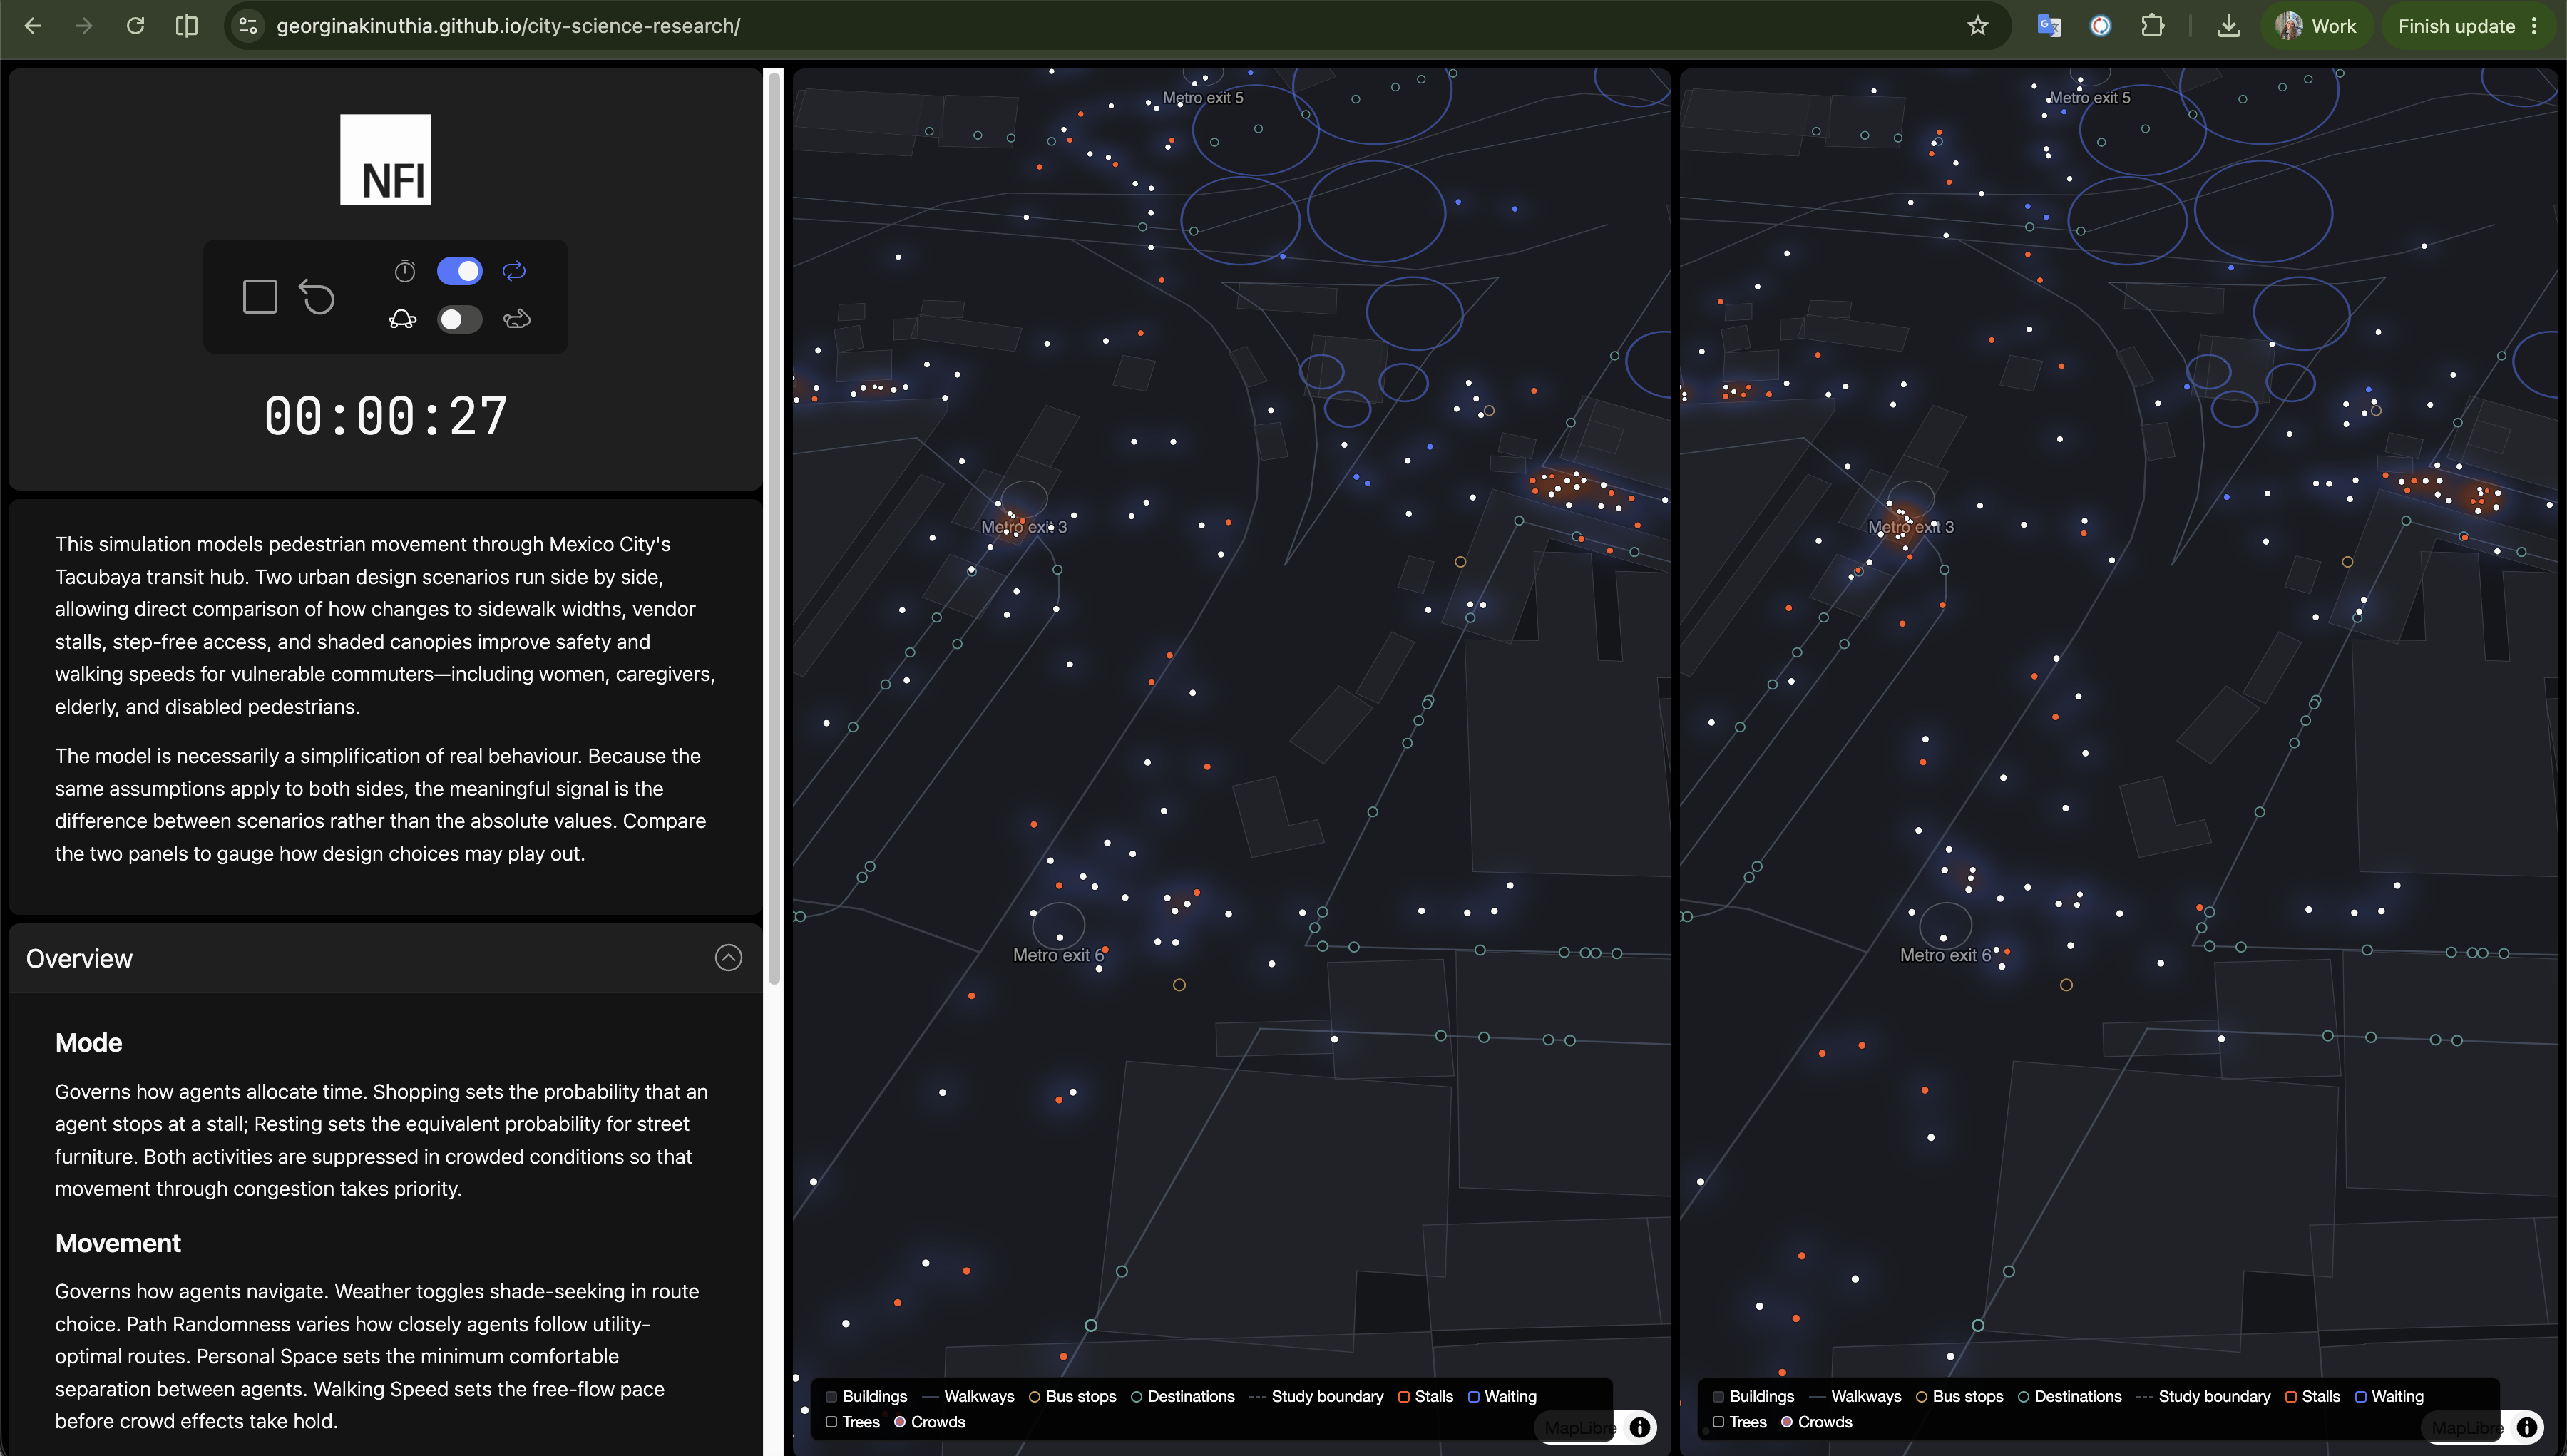 georginakinuthia.github.io/city-science-research/
Work
Finish update
NFI
00:00:27
This simulation models pedestrian movement through Mexico City's
Tacubaya transit hub. Two urban design scenarios run side by side,
allowing direct comparison of how changes to sidewalk widths, vendor
stalls, step-free access, and shaded canopies improve safety and
walking speeds for vulnerable commuters—including women, caregivers,
elderly, and disabled pedestrians.
The model is necessarily a simplification of real behaviour. Because the
same assumptions apply to both sides, the meaningful signal is the
difference between scenarios rather than the absolute values. Compare
the two panels to gauge how design choices may play out.
Overview
Mode
Governs how agents allocate time. Shopping sets the probability that an
agent stops at a stall; Resting sets the equivalent probability for street
furniture. Both activities are suppressed in crowded conditions so that
movement through congestion takes priority.
Movement
Governs how agents navigate. Weather toggles shade-seeking in route
choice. Path Randomness varies how closely agents follow utility-
optimal routes. Personal Space sets the minimum comfortable
separation between agents. Walking Speed sets the free-flow pace
before crowd effects take hold.
Metro exit 5
Metro exit 3
Metro exit 6
Buildings Walkways Bus stops Destinations Study boundary Stalls Waiting
Trees Crowds
MapLibre
Metro exit 5
Metro exit 3
Metro exit 6
Buildings Walkways Bus stops Destinations Study boundary Stalls Waiting
Trees Crowds
MapLibre